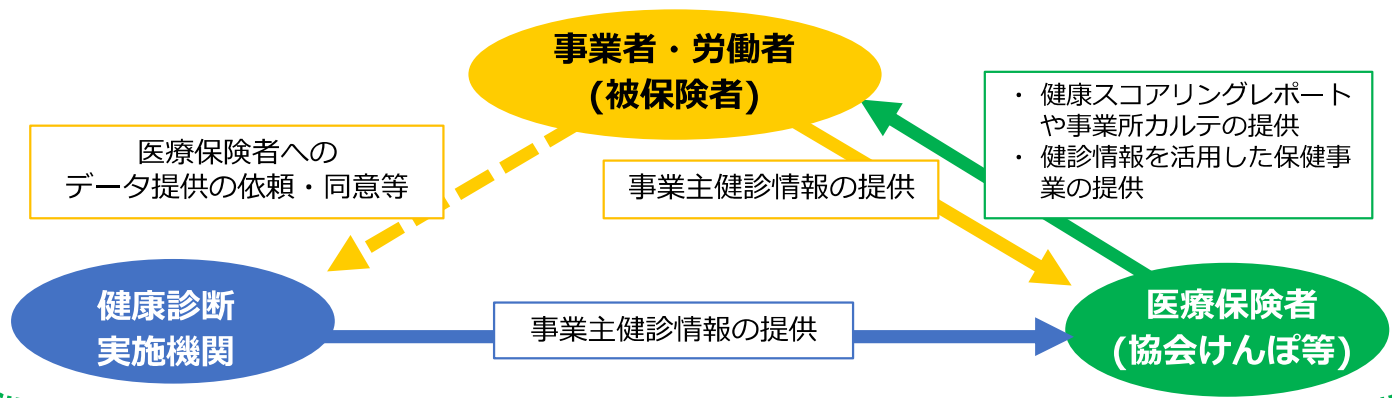 事業者・労働者
(被保険者)
・ 健康スコアリングレポート
や事業所カルテの提供
・ 健診情報を活用した保健事
業の提供
医療保険者への
データ提供の依頼・同意等
事業主健診情報の提供
健康診断
実施機関
事業主健診情報の提供
医療保険者
(協会けんぽ等)